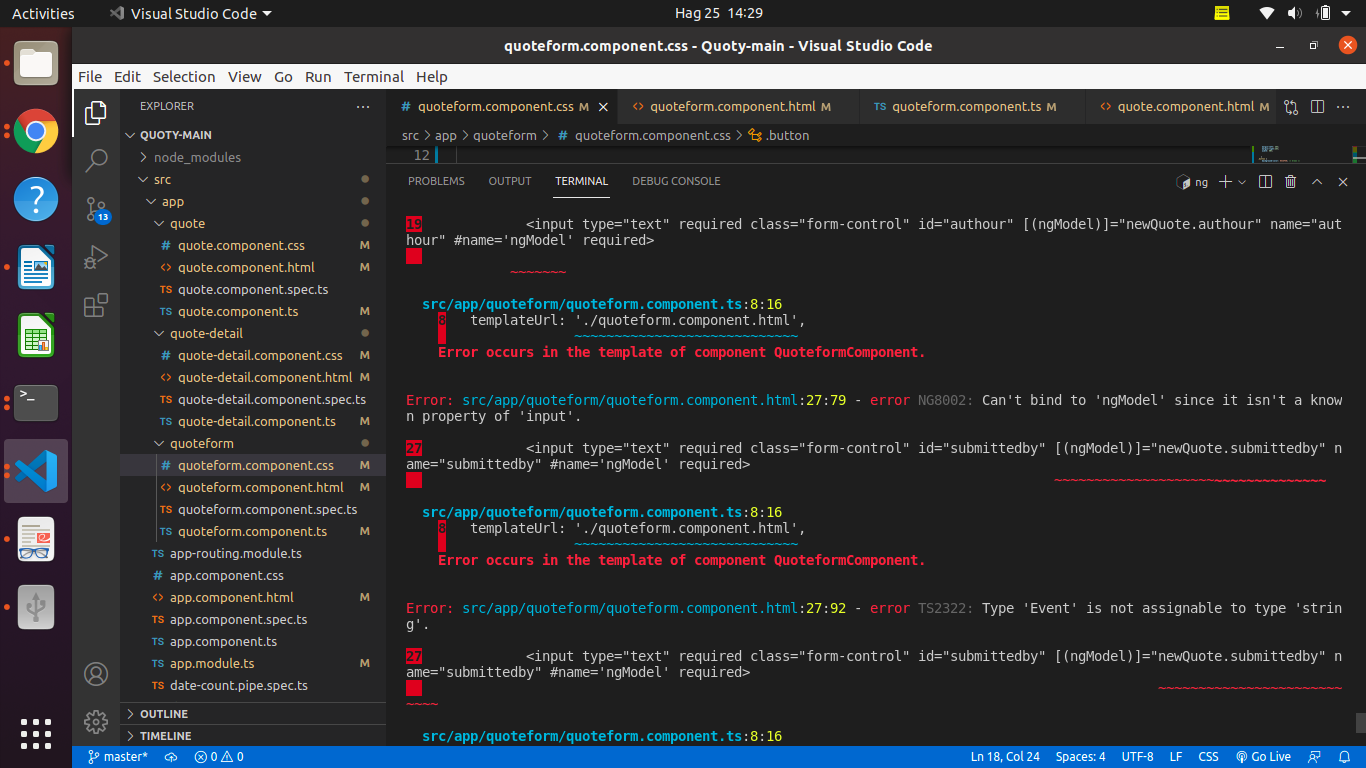 Activities
Visual Studio Code
Hag 25 14:29
quoteform.component.css - Quoty-main - Visual Studio Code
File Edit Selection View Go Run Terminal Help
EXPLORER
QUOTY-MAIN
node_modules
src
app
quote
# quote.component.css M
<> quote.component.html M
TS quote.component.spec.ts
TS quote.component.ts M
quote-detail
# quote-detail.component.css M
<> quote-detail.component.html M
TS quote-detail.component.spec.ts
TS quote-detail.component.ts M
quoteform
# quoteform.component.css M
<> quoteform.component.html M
TS quoteform.component.spec.ts
TS quoteform.component.ts M
TS app-routing.module.ts
# app.component.css
<> app.component.html M
TS app.component.spec.ts
TS app.component.ts
TS app.module.ts M
TS date-count.pipe.spec.ts
OUTLINE
TIMELINE
13
# quoteform.component.css M
<> quoteform.component.html M
TS quoteform.component.ts M
<> quote.component.html M
src > app > quoteform > # quoteform.component.css > .button
12
PROBLEMS OUTPUT TERMINAL DEBUG CONSOLE
ng
19 <input type="text" required class="form-control" id="authour" [(ngModel)]="newQuote.authour" name="aut
hour" #name='ngModel' required>
~~~~~~~
src/app/quoteform/quoteform.component.ts:8:16
8 templateUrl: './quoteform.component.html',
~~~~~~~~~~~~~~~~~~~~~~~~~~~~
Error occurs in the template of component QuoteformComponent.
Error: src/app/quoteform/quoteform.component.html:27:79 - error NG8002: Can't bind to 'ngModel' since it isn't a know
n property of 'input'.
27 <input type="text" required class="form-control" id="submittedby" [(ngModel)]="newQuote.submittedby" n
ame="submittedby" #name='ngModel' required>
~~~~~~~~~~~~~~~~~~~~~~~~~~~~~~~~~~
src/app/quoteform/quoteform.component.ts:8:16
8 templateUrl: './quoteform.component.html',
~~~~~~~~~~~~~~~~~~~~~~~~~~~~
Error occurs in the template of component QuoteformComponent.
Error: src/app/quoteform/quoteform.component.html:27:92 - error TS2322: Type 'Event' is not assignable to type 'strin
g'.
27 <input type="text" required class="form-control" id="submittedby" [(ngModel)]="newQuote.submittedby" n
ame="submittedby" #name='ngModel' required>
~~~~~~~~~~~~~~~~~~~~~~~
~~~~
src/app/quoteform/quoteform.component.ts:8:16
master*
0 0
Ln 18, Col 24 Spaces: 4 UTF-8 LF CSS Go Live